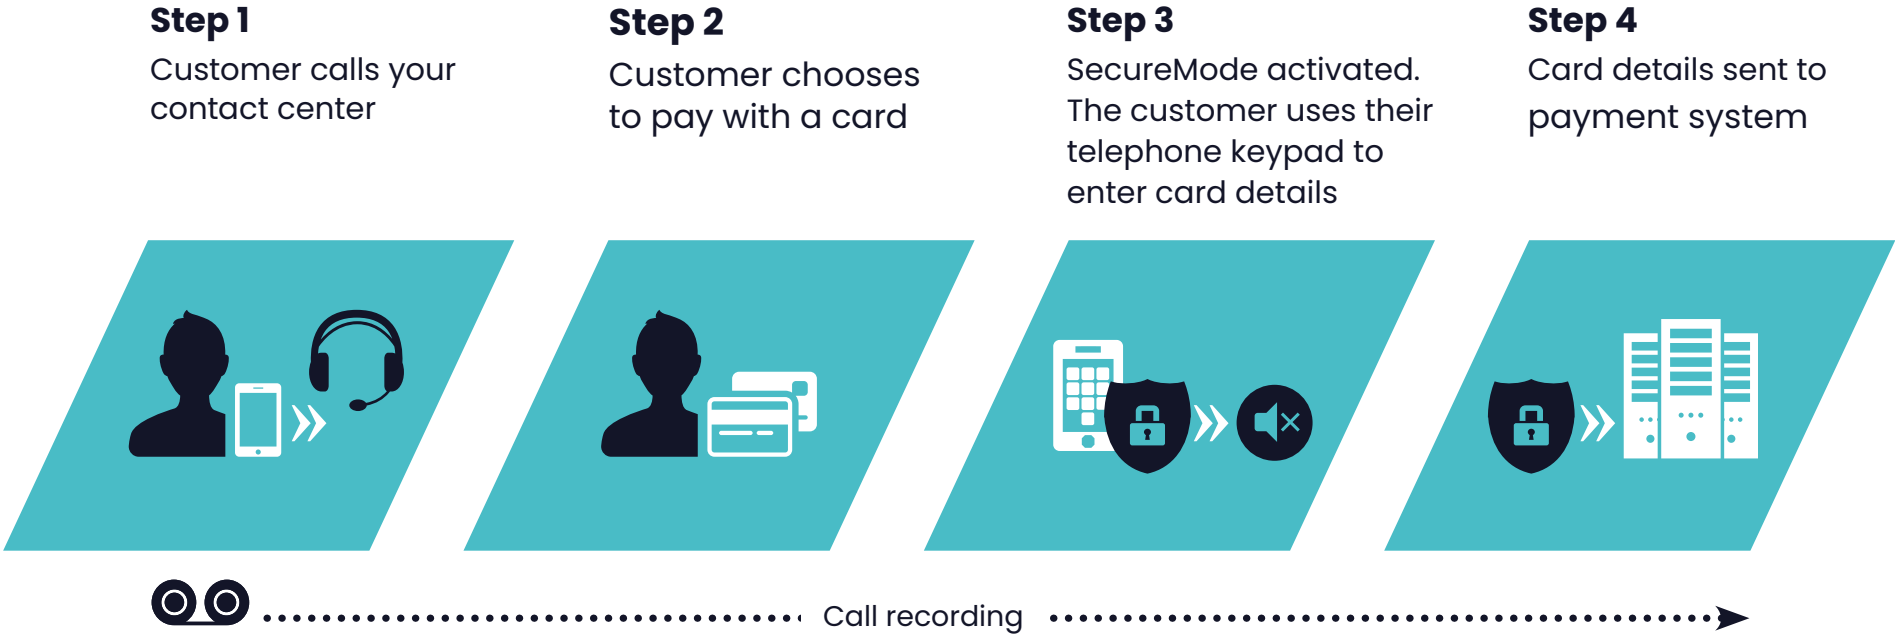 Step 1
Customer calls your
contact center
Step 2
Customer chooses
to pay with a card
Step 3
SecureMode activated.
The customer uses their
telephone keypad to
enter card details
Step 4
Card details sent to
payment system
Call recording